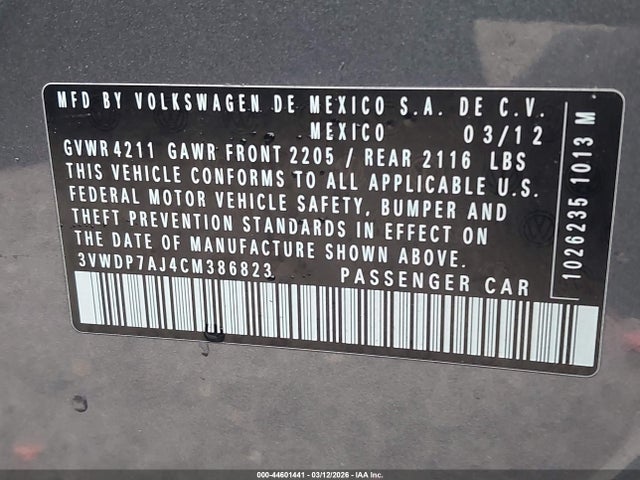 MFD BY VOLKSWAGEN DE MEXICO S.A. DE C.V.
MEXICO 03/12
GVWR 4211 GAWR FRONT 2205 / REAR 2116 LBS
THIS VEHICLE CONFORMS TO ALL APPLICABLE U.S.
FEDERAL MOTOR VEHICLE SAFETY, BUMPER AND
THEFT PREVENTION STANDARDS IN EFFECT ON
THE DATE OF MANUFACTURE SHOWN ABOVE.
3VWDP7AJ4CM386823 PASSENGER CAR
1026235 1013 M
000-44601441 - 03/12/2026 - IAA Inc.